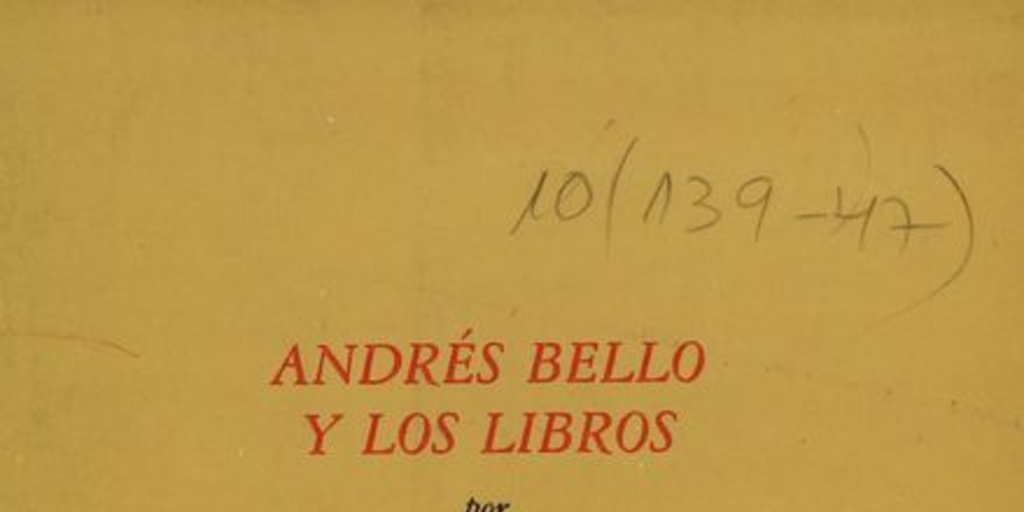 10(139-47)
ANDRÉS BELLO
Y LOS LIBROS
por